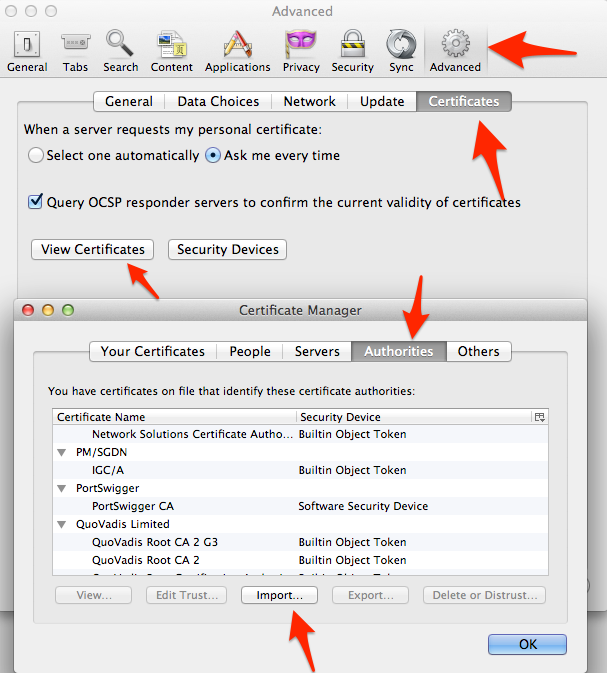 Advanced
General Tabs Search Content Applications Privacy Security Sync Advanced
General Data Choices Network Update Certificates
When a server requests my personal certificate:
Select one automatically Ask me every time
Query OCSP responder servers to confirm the current validity of certificates
View Certificates Security Devices
Certificate Manager
Your Certificates People Servers Authorities Others
You have certificates on file that identify these certificate authorities:
Certificate Name Security Device
Network Solutions Certificate Autho... Builtin Object Token
PM/SGDN
IGC/A Builtin Object Token
PortSwigger
PortSwigger CA Software Security Device
QuoVadis Limited
QuoVadis Root CA 2 G3 Builtin Object Token
QuoVadis Root CA 2 Builtin Object Token
View... Edit Trust... Import... Export... Delete or Distrust...
OK